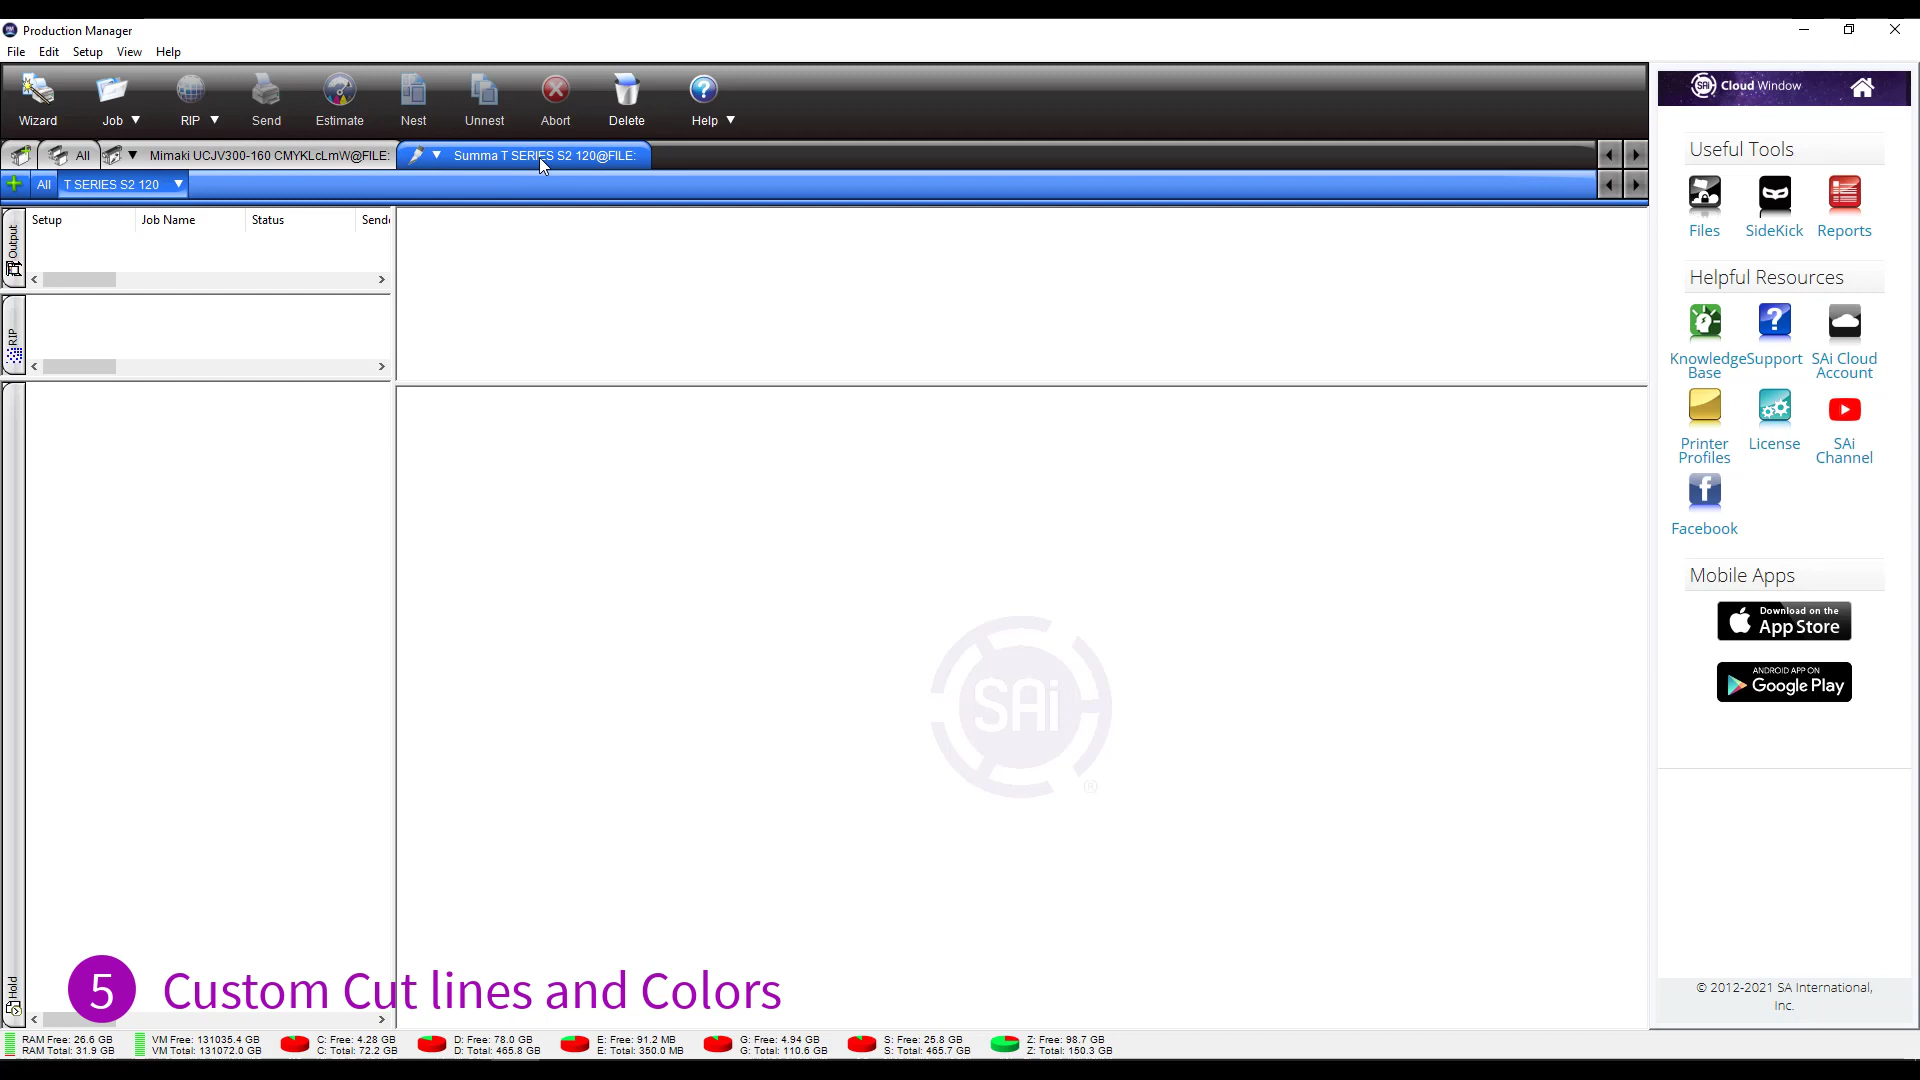 Production Manager
File Edit Setup View Help
Wizard Job RIP Send Estimate Nest Unnest Abort Delete Help
All Mimaki UCJV300-160 CMYKLcLmW@FILE: Summa T SERIES S2 120@FILE:
All T SERIES S2 120
Setup Job Name Status Sende
Output
RIP
Hold
SAi
®
5 Custom Cut lines and Colors
RAM Free: 26.6 GB VM Free: 131035.4 GB C: Free: 4.28 GB D: Free: 78.0 GB E: Free: 91.2 MB G: Free: 4.94 GB S: Free: 25.8 GB Z: Free: 98.7 GB
RAM Total: 31.9 GB VM Total: 131072.0 GB C: Total: 72.2 GB D: Total: 465.8 GB E: Total: 350.0 MB G: Total: 110.6 GB S: Total: 465.7 GB Z: Total: 150.3 GB
SAi Cloud Window
Useful Tools
Files SideKick Reports
Helpful Resources
Knowledge Support SAi Cloud
Base Account
Printer License SAi
Profiles Channel
Facebook
Mobile Apps
Download on the
App Store
ANDROID APP ON
Google Play
© 2012-2021 SA International,
Inc.